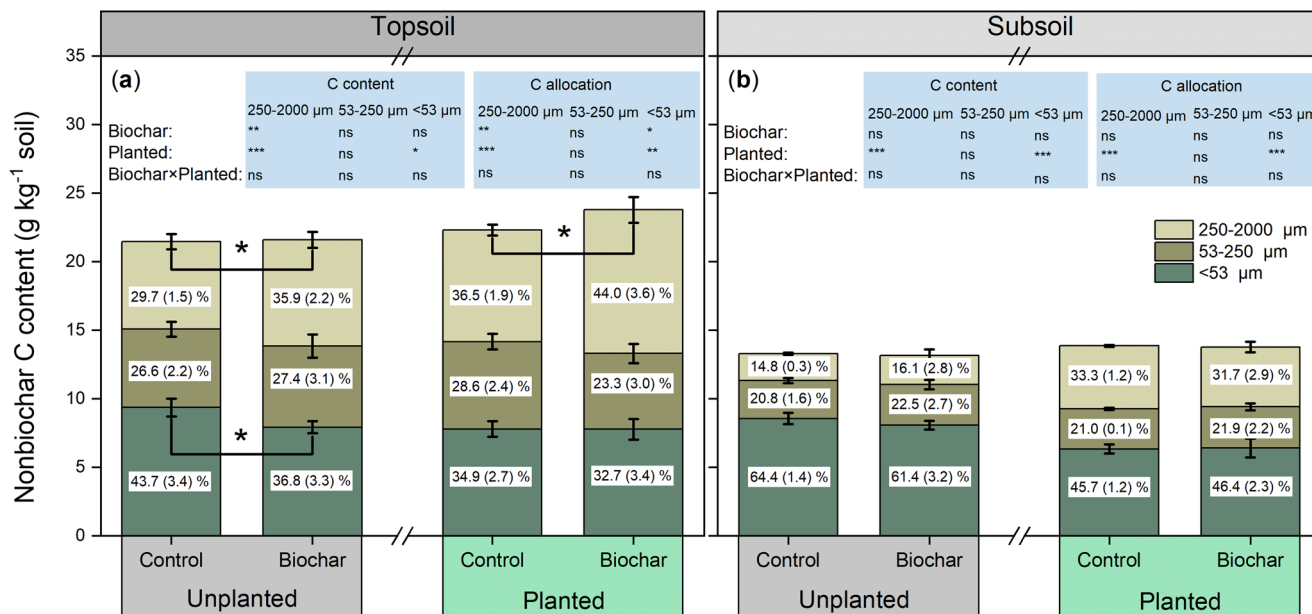 Topsoil
Subsoil
Nonbiochar C content (g kg⁻¹ soil)
35
30
25
20
15
10
5
0
(a)
C content
C allocation
250-2000 µm 53-250 µm <53 µm
250-2000 µm 53-250 µm <53 µm
Biochar: ** ns ns ** ns *
Planted: *** ns * *** ns **
Biochar×Planted: ns ns ns ns ns ns
* * *
29.7 (1.5) %
26.6 (2.2) %
43.7 (3.4) %
35.9 (2.2) %
27.4 (3.1) %
36.8 (3.3) %
36.5 (1.9) %
28.6 (2.4) %
34.9 (2.7) %
44.0 (3.6) %
23.3 (3.0) %
32.7 (3.4) %
Control Biochar
Unplanted
Control Biochar
Planted
(b)
C content
C allocation
250-2000 µm 53-250 µm <53 µm
250-2000 µm 53-250 µm <53 µm
Biochar: ns ns ns ns ns ns
Planted: *** ns *** *** ns ***
Biochar×Planted: ns ns ns ns ns ns
250-2000 µm
53-250 µm
<53 µm
14.8 (0.3) %
20.8 (1.6) %
64.4 (1.4) %
16.1 (2.8) %
22.5 (2.7) %
61.4 (3.2) %
33.3 (1.2) %
21.0 (0.1) %
45.7 (1.2) %
31.7 (2.9) %
21.9 (2.2) %
46.4 (2.3) %
Control Biochar
Unplanted
Control Biochar
Planted